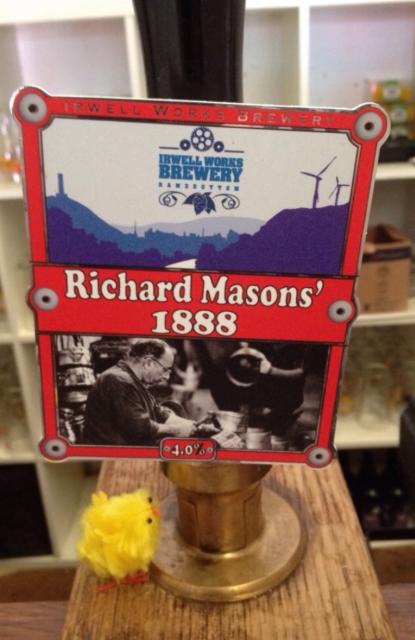 IRWELL WORKS BREWERY
IRWELL WORKS
BREWERY
RAMSBOTTOM
Richard Masons'
1888
4.0%